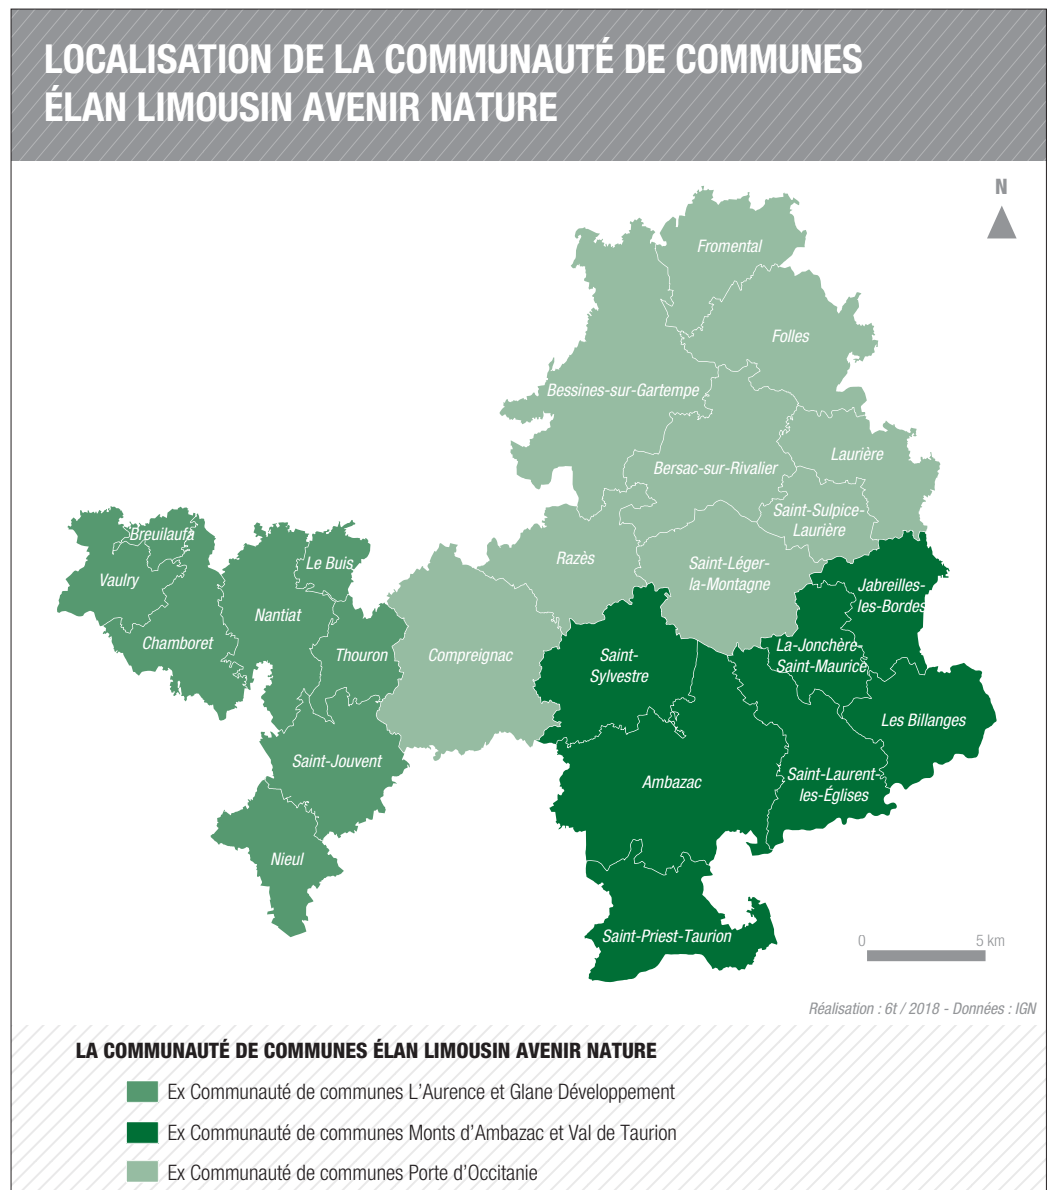 LOCALISATION DE LA COMMUNAUTÉ DE COMMUNES
ÉLAN LIMOUSIN AVENIR NATURE
N
Fromental
Folles
Bessines-sur-Gartempe
Laurière
Bersac-sur-Rivalier
Saint-Sulpice-
Laurière
Breuilaufa
Razès
Le Buis
Saint-Léger-
la-Montagne
Vaulry
Jabreilles-
les-Bordes
Nantiat
Chamboret
La-Jonchère-
Saint-Maurice
Thouron
Compreignac
Saint-
Sylvestre
Les Billanges
Saint-Jouvent
Ambazac
Saint-Laurent-
les-Églises
Nieul
Saint-Priest-Taurion
0 5 km
Réalisation : 6t / 2018 - Données : IGN
LA COMMUNAUTÉ DE COMMUNES ÉLAN LIMOUSIN AVENIR NATURE
Ex Communauté de communes L'Aurence et Glane Développement
Ex Communauté de communes Monts d'Ambazac et Val de Taurion
Ex Communauté de communes Porte d'Occitanie